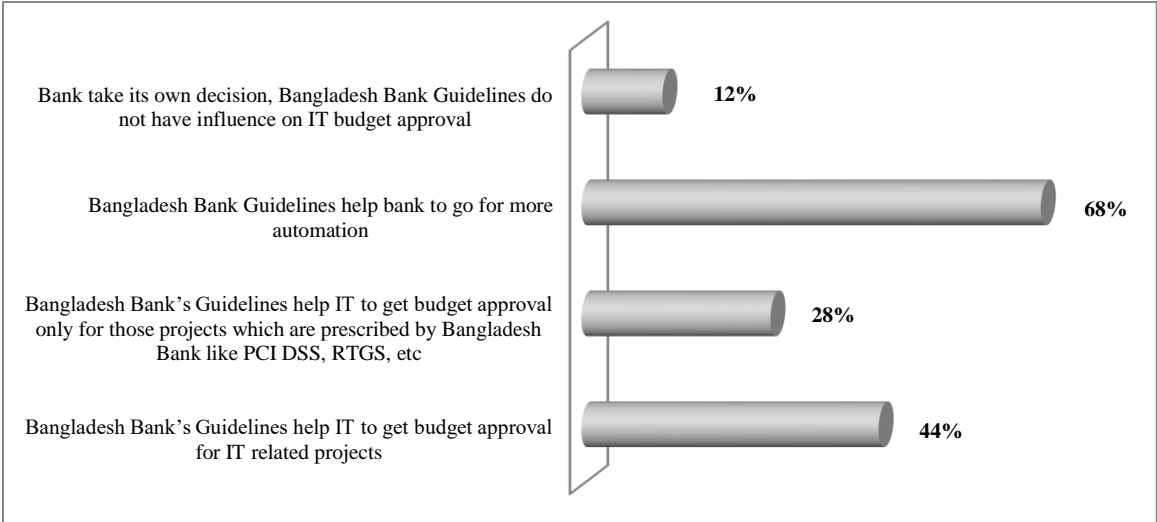 Bank take its own decision, Bangladesh Bank Guidelines do
not have influence on IT budget approval
12%
Bangladesh Bank Guidelines help bank to go for more
automation
68%
Bangladesh Bank’s Guidelines help IT to get budget approval
only for those projects which are prescribed by Bangladesh
Bank like PCI DSS, RTGS, etc
28%
Bangladesh Bank’s Guidelines help IT to get budget approval
for IT related projects
44%